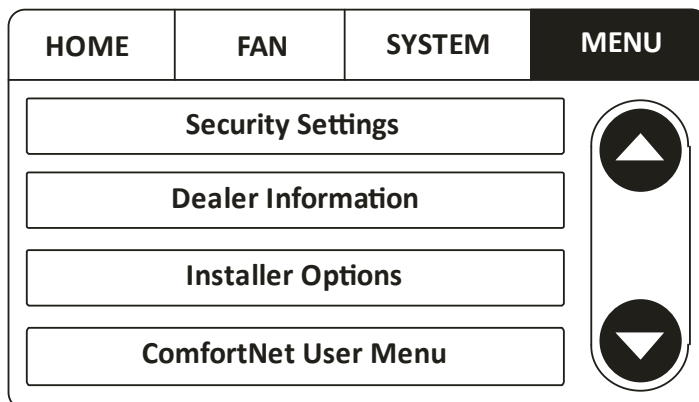 HOME FAN SYSTEM MENU
Security Settings
Dealer Information
Installer Options
ComfortNet User Menu